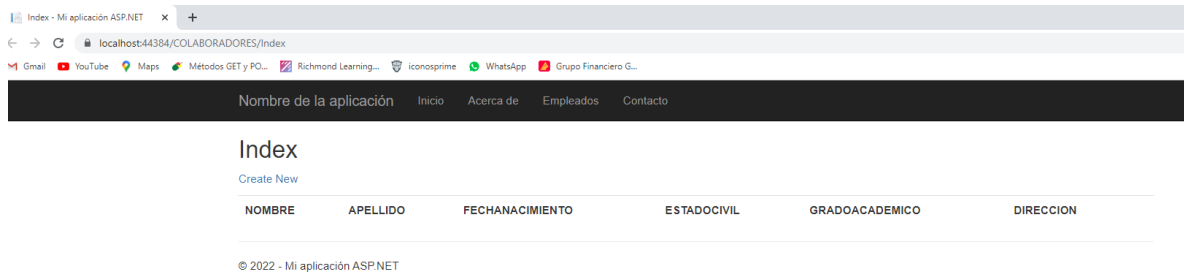 Index - Mi aplicación ASP.NET
localhost:44384/COLABORADORES/Index
Gmail YouTube Maps Métodos GET y PO... Richmond Learning... iconosprime WhatsApp Grupo Financiero G...
Nombre de la aplicación Inicio Acerca de Empleados Contacto
Index
Create New
NOMBRE APELLIDO FECHANACIMIENTO ESTADOCIVIL GRADOACADEMICO DIRECCION
© 2022 - Mi aplicación ASP.NET